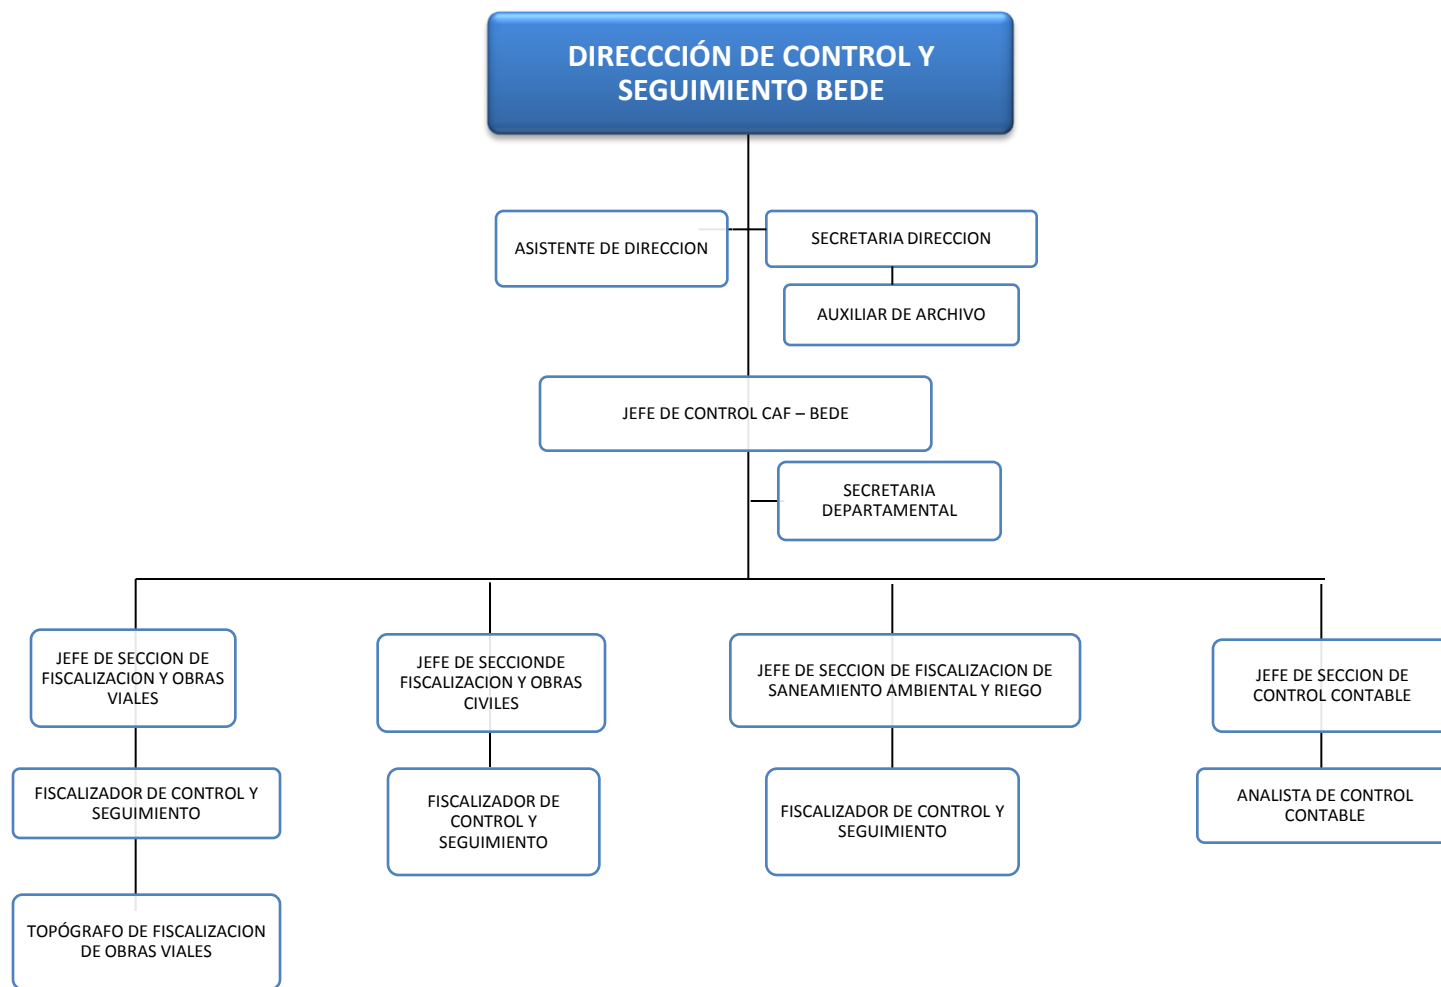 DIRECCCIÓN DE CONTROL Y
SEGUIMIENTO BEDE
ASISTENTE DE DIRECCION
SECRETARIA DIRECCION
AUXILIAR DE ARCHIVO
JEFE DE CONTROL CAF – BEDE
SECRETARIA
DEPARTAMENTAL
JEFE DE SECCION DE
FISCALIZACION Y OBRAS
VIALES
JEFE DE SECCIONDE
FISCALIZACION Y OBRAS
CIVILES
JEFE DE SECCION DE FISCALIZACION DE
SANEAMIENTO AMBIENTAL Y RIEGO
JEFE DE SECCION DE
CONTROL CONTABLE
FISCALIZADOR DE CONTROL Y
SEGUIMIENTO
FISCALIZADOR DE
CONTROL Y
SEGUIMIENTO
FISCALIZADOR DE CONTROL Y
SEGUIMIENTO
ANALISTA DE CONTROL
CONTABLE
TOPÓGRAFO DE FISCALIZACION
DE OBRAS VIALES